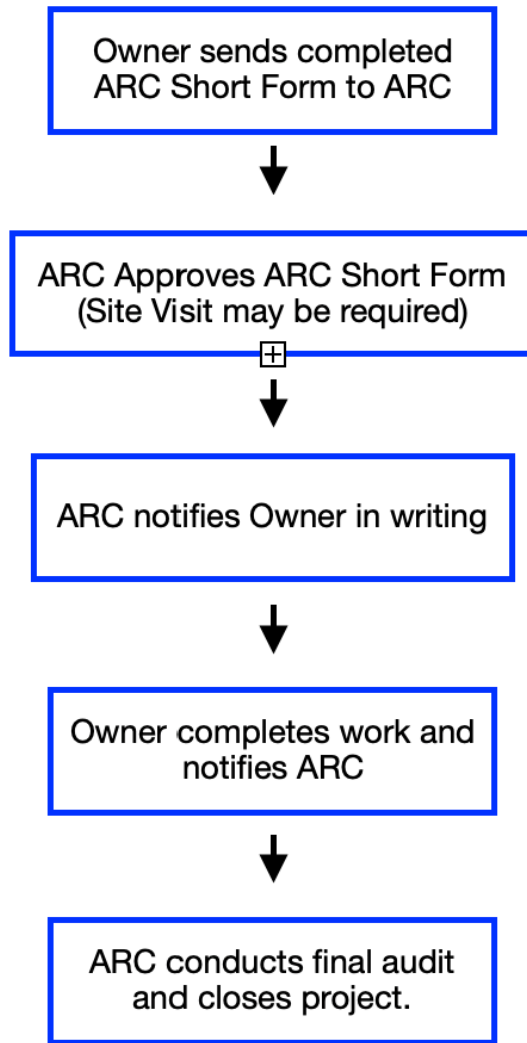 Owner sends completed
ARC Short Form to ARC
ARC Approves ARC Short Form
(Site Visit may be required)
ARC notifies Owner in writing
Owner completes work and
notifies ARC
ARC conducts final audit
and closes project.